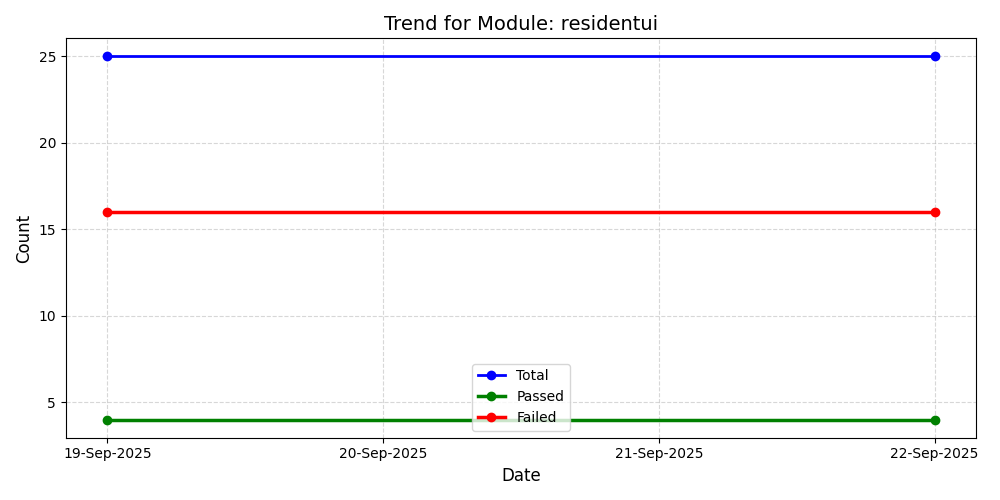 Trend for Module: residentui
Count
25
20
15
10
5
Total
Passed
Failed
19-Sep-2025 20-Sep-2025 21-Sep-2025 22-Sep-2025
Date